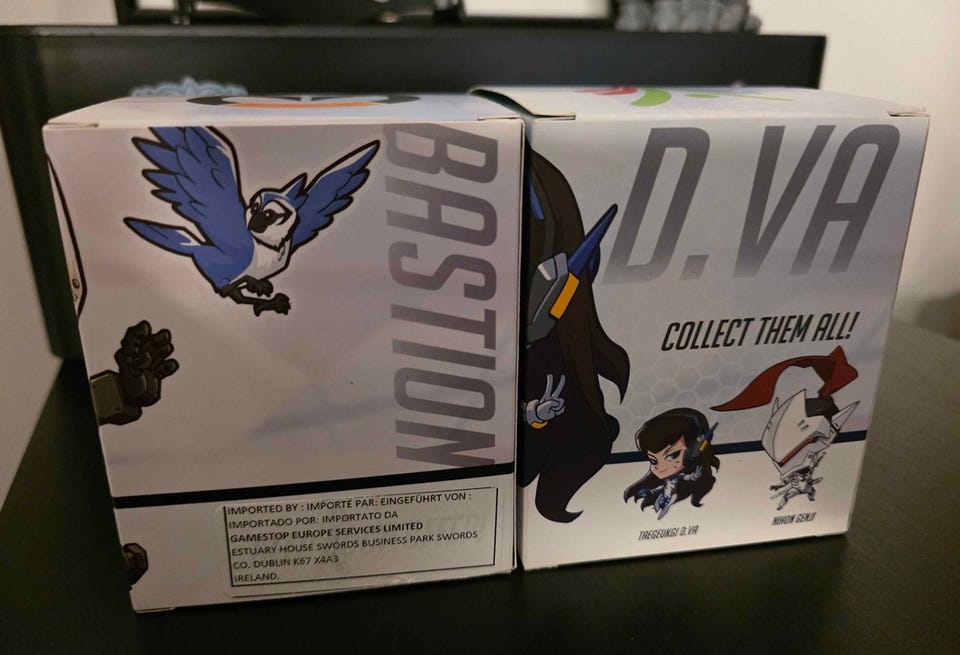 BASTION
IMPORTED BY : IMPORTE PAR: EINGEFÜHRT VON :
IMPORTADO POR: IMPORTATO DA
GAMESTOP EUROPE SERVICES LIMITED
ESTUARY HOUSE SWORDS BUSINESS PARK SWORDS
CO. DUBLIN K67 X4A3
IRELAND.
D.VA
COLLECT THEM ALL!
TAEGEUKGI D.VA
NIHON GENJI